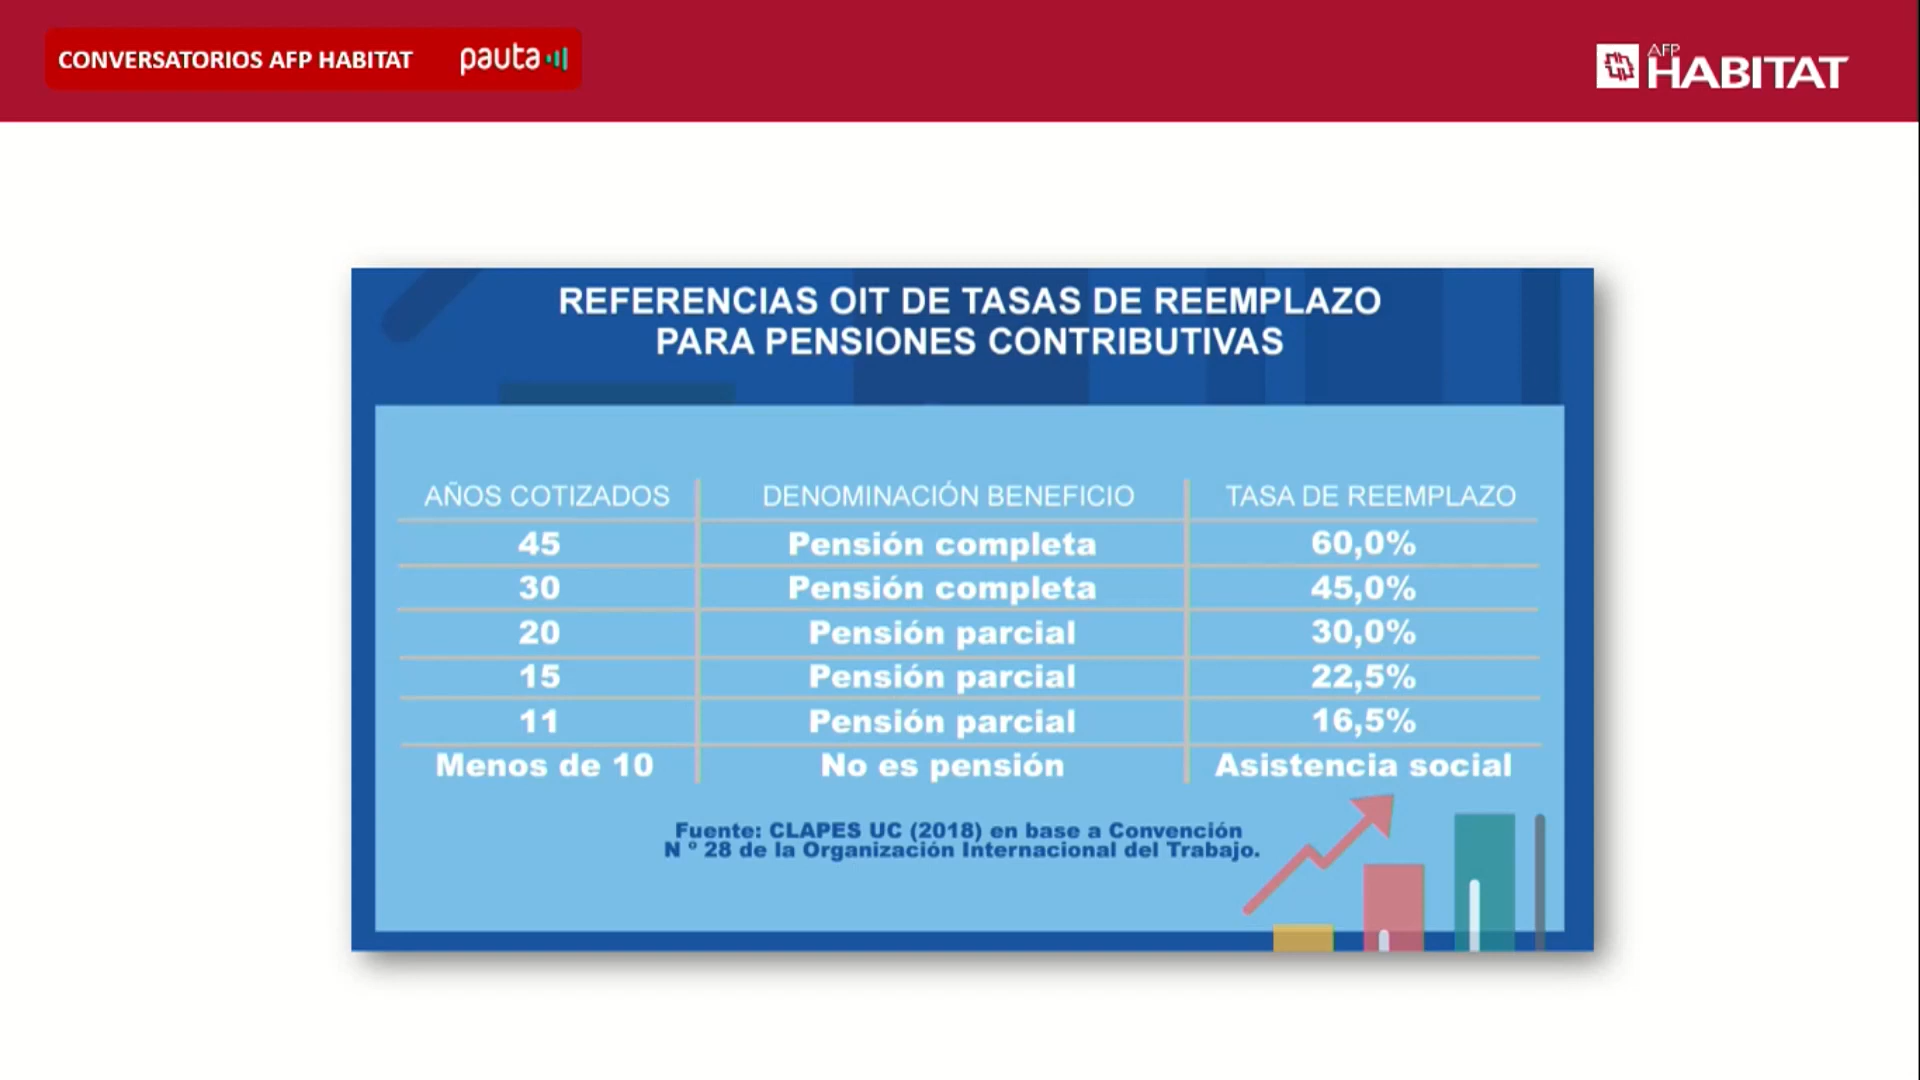 CONVERSATORIOS AFP HABITAT
pauta
AFP
HABITAT
REFERENCIAS OIT DE TASAS DE REEMPLAZO
PARA PENSIONES CONTRIBUTIVAS
AÑOS COTIZADOS DENOMINACIÓN BENEFICIO TASA DE REEMPLAZO
45 Pensión completa 60,0%
30 Pensión completa 45,0%
20 Pensión parcial 30,0%
15 Pensión parcial 22,5%
11 Pensión parcial 16,5%
Menos de 10 No es pensión Asistencia social
Fuente: CLAPES UC (2018) en base a Convención
N º 28 de la Organización Internacional del Trabajo.